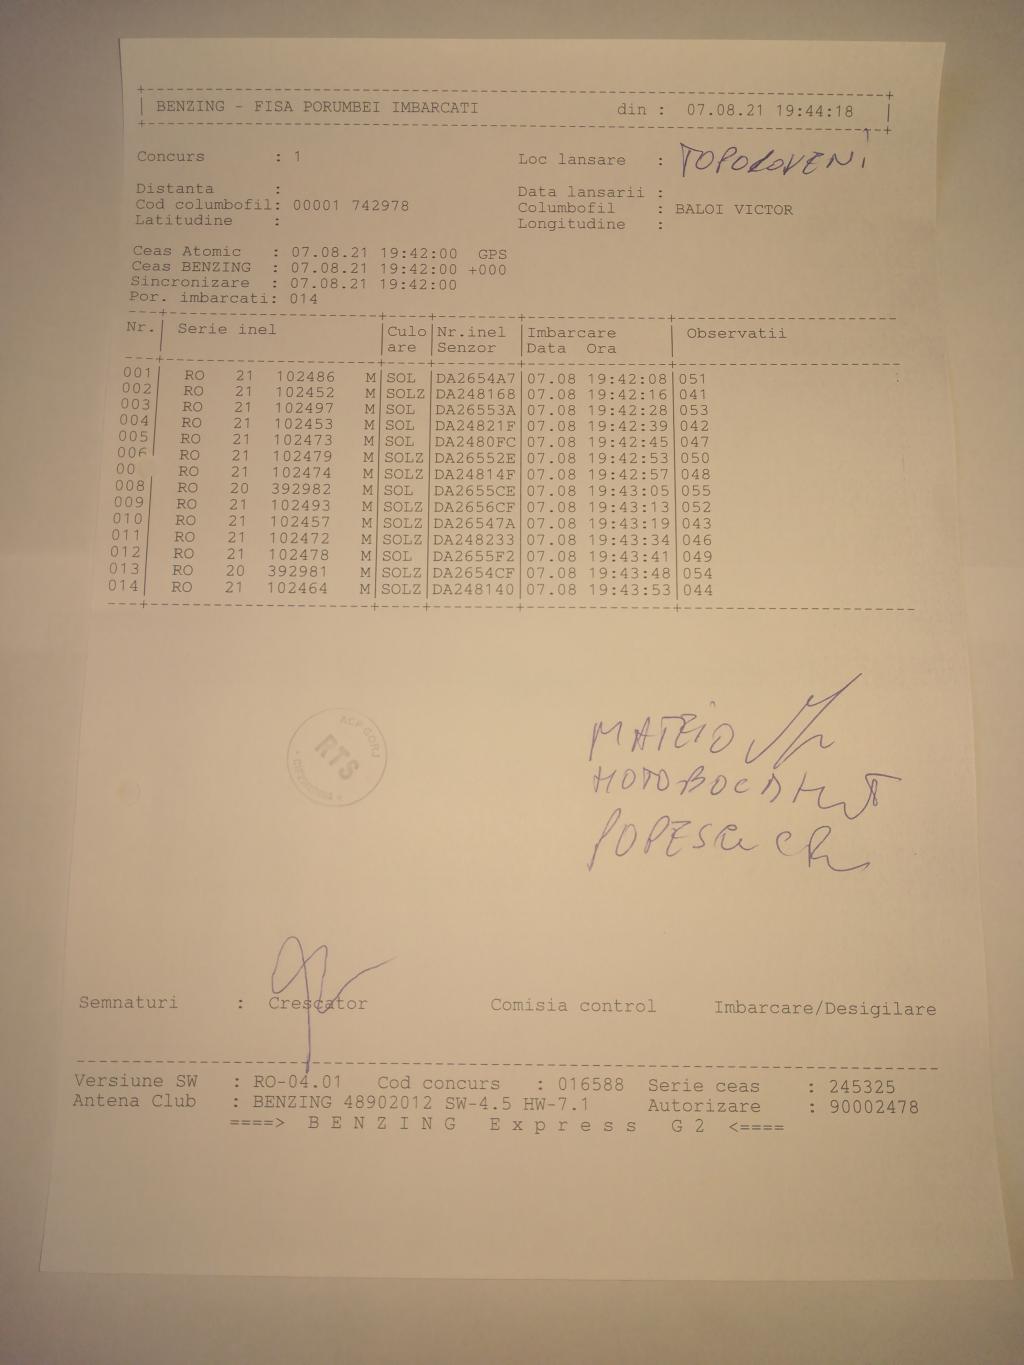 BENZING - FISA PORUMBEI IMBARCATI din : 07.08.21 19:44:18
Concurs : 1 Loc lansare : TOPOLOVENI
Distanta : Data lansarii :
Cod columbofil: 00001 742978 Columbofil : BALOI VICTOR
Latitudine : Longitudine :
Ceas Atomic : 07.08.21 19:42:00 GPS
Ceas BENZING : 07.08.21 19:42:00 +000
Sincronizare : 07.08.21 19:42:00
Por. imbarcati: 014
Nr. Serie inel Culo Nr.inel Imbarcare Observatii
are Senzor Data Ora
001 RO 21 102486 M SOL DA2654A7 07.08 19:42:08 051
002 RO 21 102452 M SOLZ DA248168 07.08 19:42:16 041
003 RO 21 102497 M SOL DA26553A 07.08 19:42:28 053
004 RO 21 102453 M SOL DA24821F 07.08 19:42:39 042
005 RO 21 102473 M SOL DA2480FC 07.08 19:42:45 047
006 RO 21 102479 M SOLZ DA26552E 07.08 19:42:53 050
00 RO 21 102474 M SOLZ DA24814F 07.08 19:42:57 048
008 RO 20 392982 M SOL DA2655CE 07.08 19:43:05 055
009 RO 21 102493 M SOLZ DA2656CF 07.08 19:43:13 052
010 RO 21 102457 M SOLZ DA26547A 07.08 19:43:19 043
011 RO 21 102472 M SOLZ DA248233 07.08 19:43:34 046
012 RO 21 102478 M SOL DA2655F2 07.08 19:43:41 049
013 RO 20 392981 M SOLZ DA2654CF 07.08 19:43:48 054
014 RO 21 102464 M SOLZ DA248140 07.08 19:43:53 044
ACP GORJ
RTS
MATEIO
POPESCU CR
Semnaturi : Crescator Comisia control Imbarcare/Desigilare
Versiune SW : RO-04.01 Cod concurs : 016588 Serie ceas : 245325
Antena Club : BENZING 48902012 SW-4.5 HW-7.1 Autorizare : 90002478
====> B E N Z I N G E x p r e s s G 2 <====